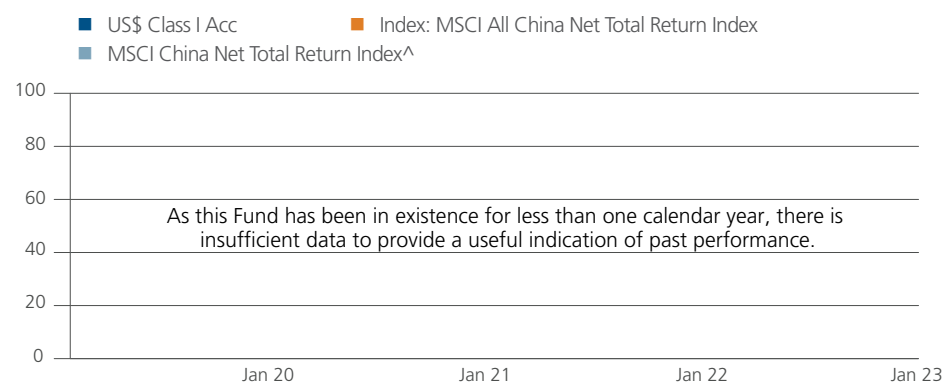 US$ Class I Acc Index: MSCI All China Net Total Return Index
MSCI China Net Total Return Index^
100
80
60
As this Fund has been in existence for less than one calendar year, there is
insufficient data to provide a useful indication of past performance.
40
20
0
Jan 20 Jan 21 Jan 22 Jan 23